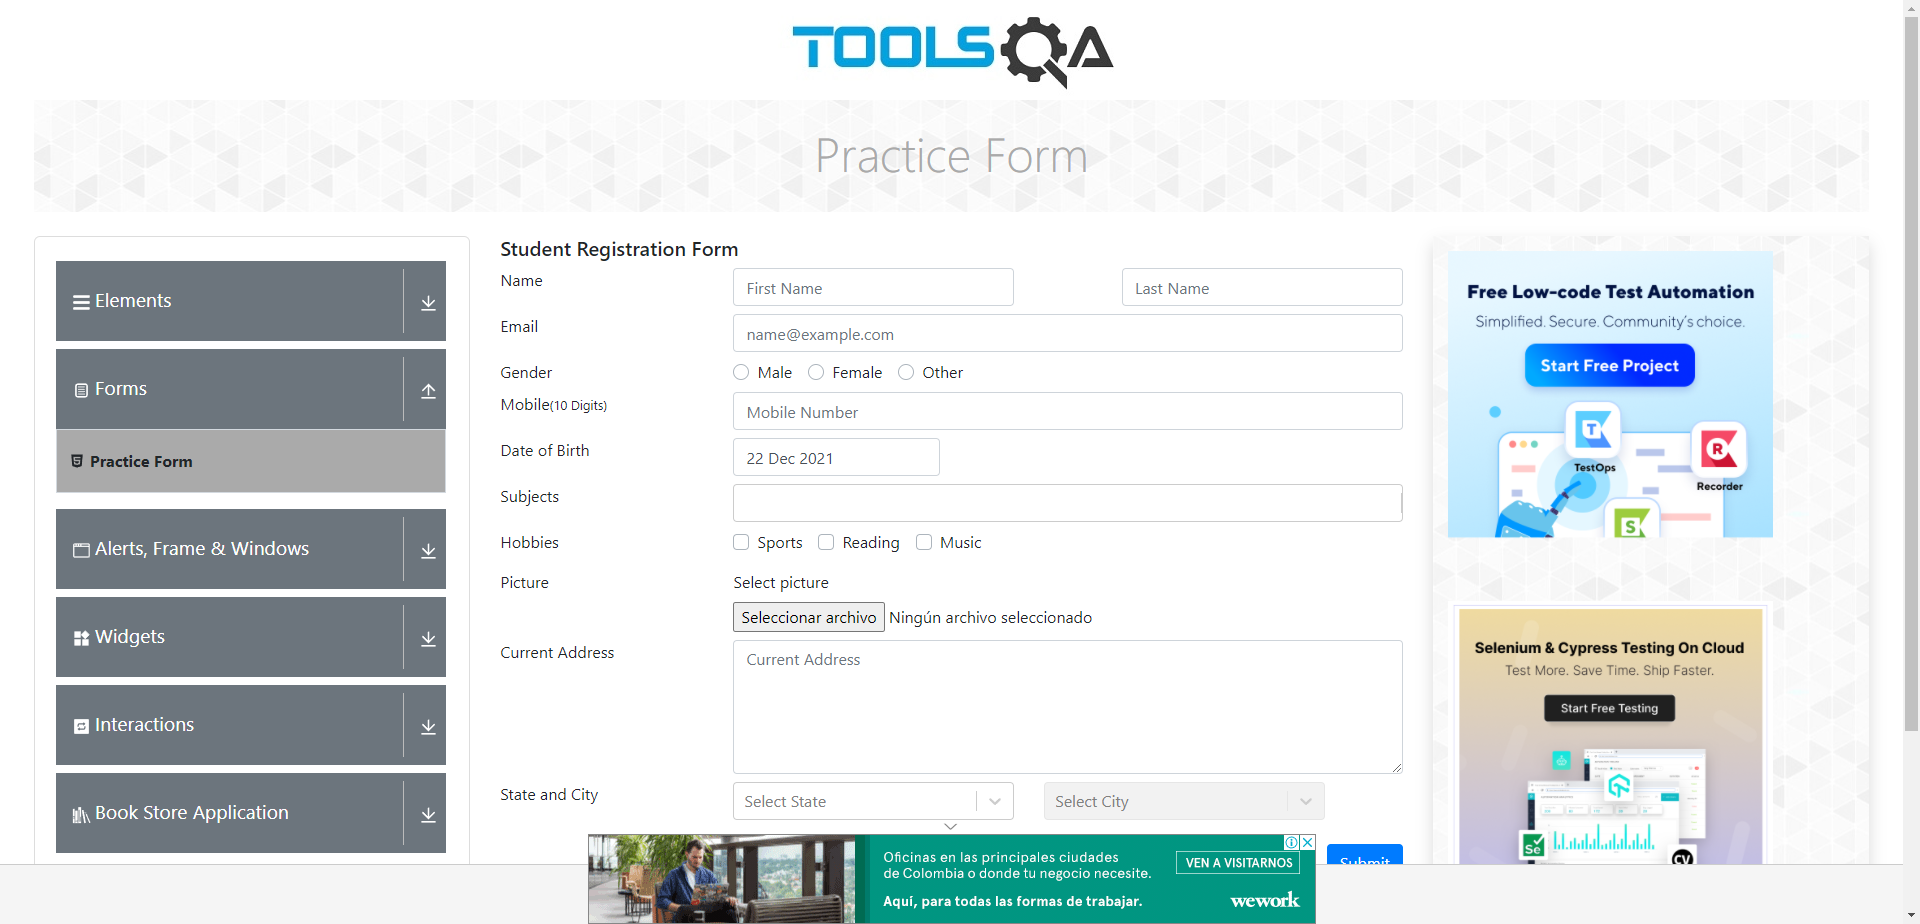 TOOLSQA
Practice Form
Elements
Forms
Practice Form
Alerts, Frame & Windows
Widgets
Interactions
Book Store Application
Student Registration Form
Name
First Name
Last Name
Email
name@example.com
Gender
Male
Female
Other
Mobile(10 Digits)
Mobile Number
Date of Birth
22 Dec 2021
Subjects
Hobbies
Sports
Reading
Music
Picture
Select picture
Seleccionar archivo
Ningún archivo seleccionado
Current Address
Current Address
State and City
Select State
Select City
Submit
Free Low-code Test Automation
Simplified. Secure. Community's choice.
Start Free Project
T
TestOps
R
Recorder
S
Selenium & Cypress Testing On Cloud
Test More. Save Time. Ship Faster.
Start Free Testing
Se
CY
Oficinas en las principales ciudades
de Colombia o donde tu negocio necesite.
Aquí, para todas las formas de trabajar.
VEN A VISITARNOS
wework